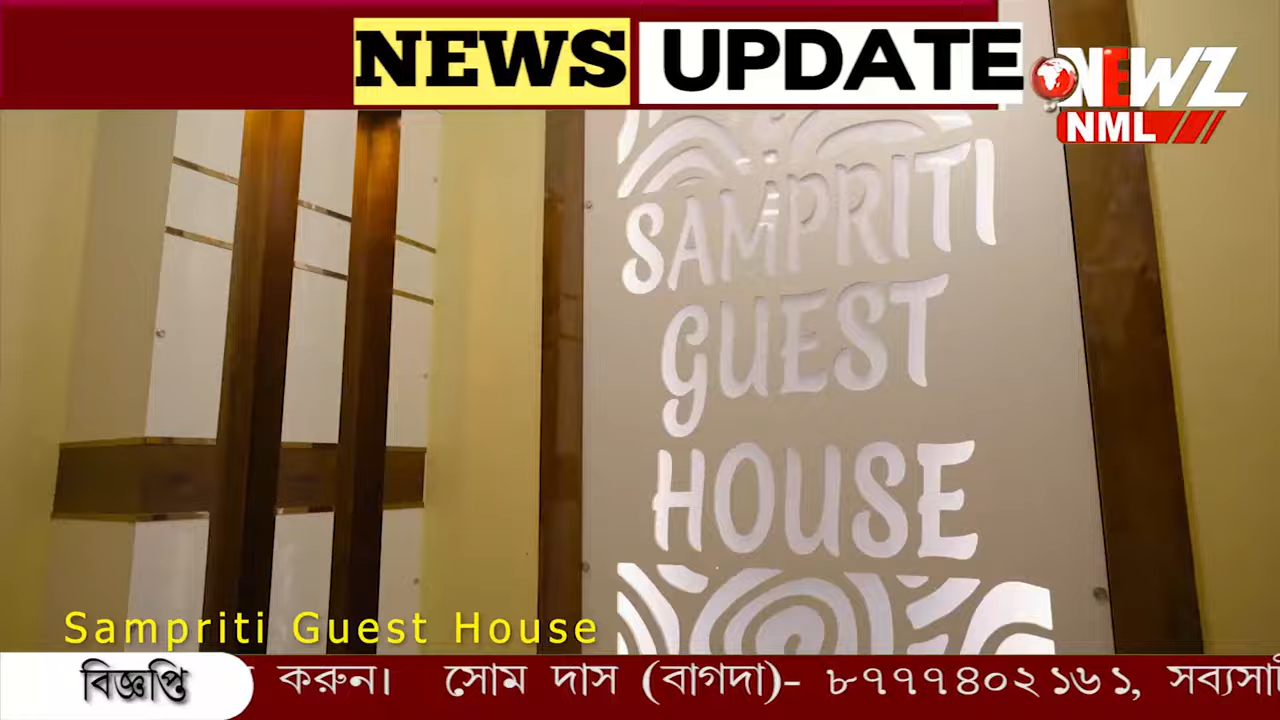 NEWS UPDATE
NEWZ
NML
SAMPRITI
GUEST
HOUSE
Sampriti Guest House
বিজ্ঞপ্তি
করুন। সোম দাস (বাগদা)- ৮৭৭৭৪০২১৬১,